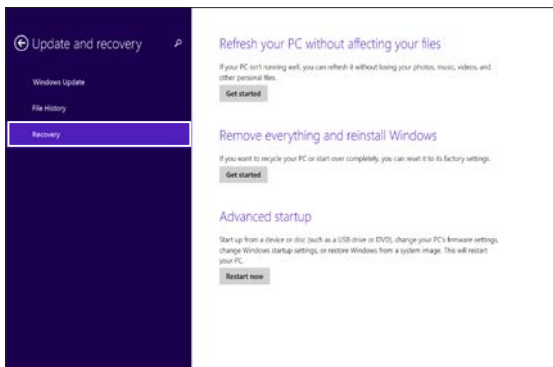 Update and recovery
Windows Update
File History
Recovery
Refresh your PC without affecting your files
If your PC isn't running well, you can refresh it without losing your photos, music, videos, and
other personal files.
Get started
Remove everything and reinstall Windows
If you want to recycle your PC or start over completely, you can reset it to its factory settings.
Get started
Advanced startup
Start up from a device or disc (such as a USB drive or DVD), change your PC's firmware settings,
change Windows startup settings, or restore Windows from a system image. This will restart
your PC.
Restart now